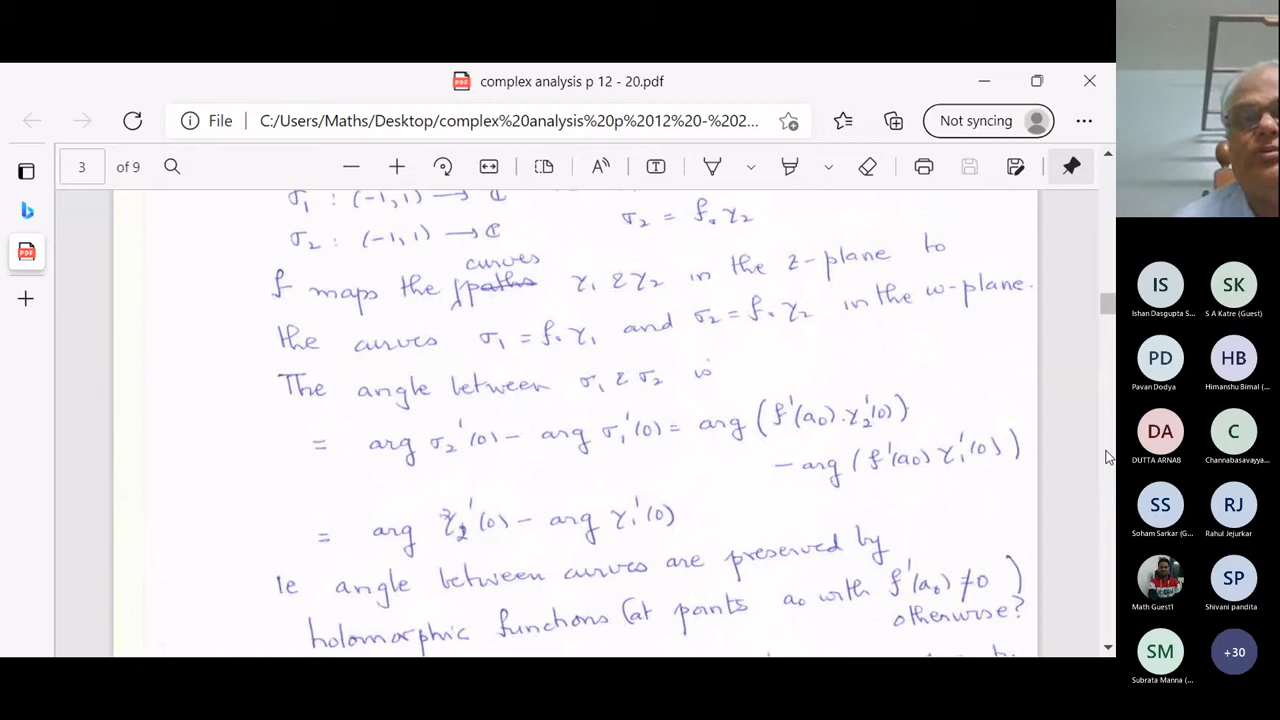 complex analysis p 12 - 20.pdf
File C:/Users/Maths/Desktop/complex%20analysis%20p%2012%20-%202... Not syncing
3 of 9
σ₁ : (-1,1) → ℂ
σ₂ = f∘γ₂
σ₂ : (-1,1) → ℂ
curves
f maps the paths γ₁ & γ₂ in the z-plane to
the curves σ₁ = f∘γ₁ and σ₂ = f∘γ₂ in the w-plane.
The angle between σ₁ & σ₂ is
= arg σ₂'(0) - arg σ₁'(0) = arg (f'(a₀)·γ₂'(0))
- arg (f'(a₀) γ₁'(0))
= arg γ₂'(0) - arg γ₁'(0)
ie angle between curves are preserved by
holomorphic functions (at points a₀ with f'(a₀) ≠ 0)
otherwise?
IS
SK
Ishan Dasgupta S...
S A Katre (Guest)
PD
HB
Pavan Dodya
Himanshu Bimal (...
DA
C
DUTTA ARNAB
Channabasavayya...
SS
RJ
Soham Sarkar (G...
Rahul Jejurkar
SP
Math Guest1
Shivani pandita
SM
+30
Subrata Manna (...